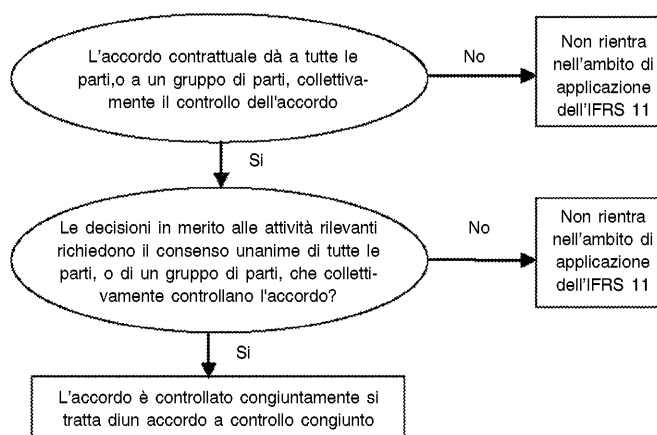 L'accordo contrattuale dà a tutte le
parti,o a un gruppo di parti, colletiva-
mente il controllo dell'accordo
No
Non rientra
nell'ambito di
applicazione
dell'IFRS 11
Si
Le decisioni in merito alle attività rilevanti
richiedono il consenso unanime di tutte le
parti, o di un gruppo di parti, che colletti-
vamente controllano l'accordo?
No
Non rientra
nell'ambito di
applicazione
dell'IFRS 11
Si
L'accordo è controllato congiuntamente si
tratta diun accordo a controllo congiunto